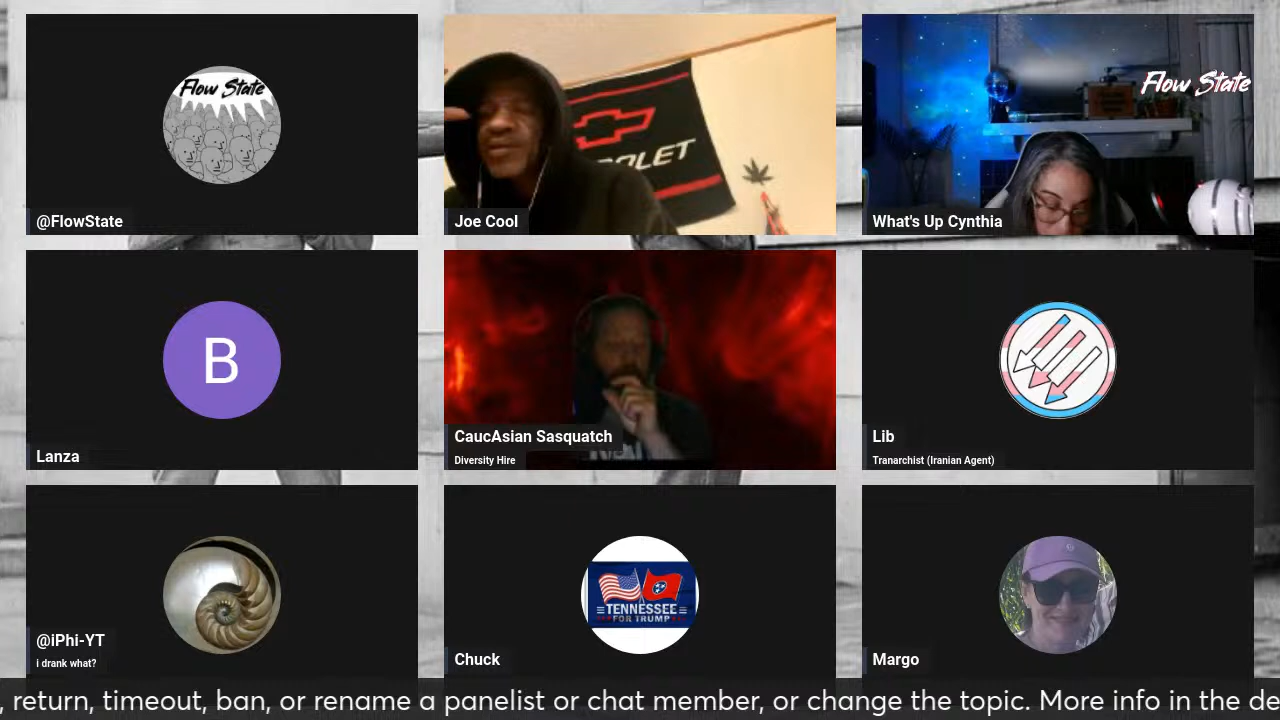 Flow State
@FlowState
CHEVROLET
Joe Cool
Flow State
What's Up Cynthia
B
Lanza
CaucAsian Sasquatch
Diversity Hire
Lib
Tranarchist (Iranian Agent)
@iPhi-YT
I drank what?
TENNESSEE
FOR TRUMP
Chuck
Margo
, return, timeout, ban, or rename a panelist or chat member, or change the topic. More info in the de